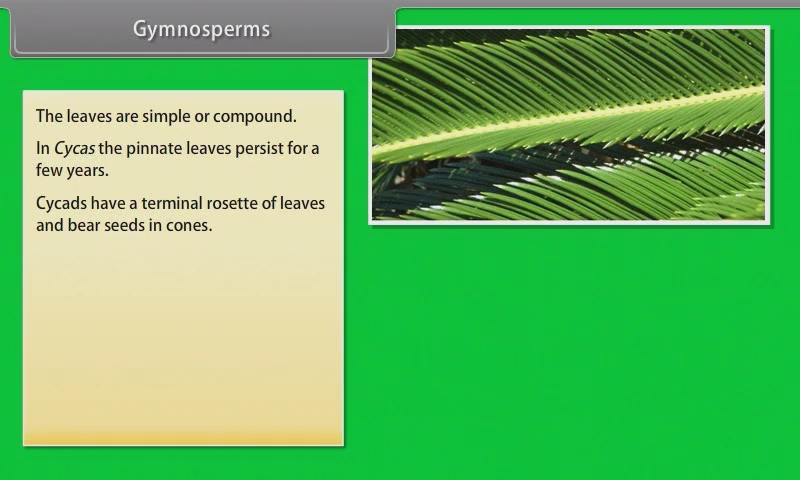 Gymnosperms
The leaves are simple or compound.
In Cycas the pinnate leaves persist for a
few years.
Cycads have a terminal rosette of leaves
and bear seeds in cones.